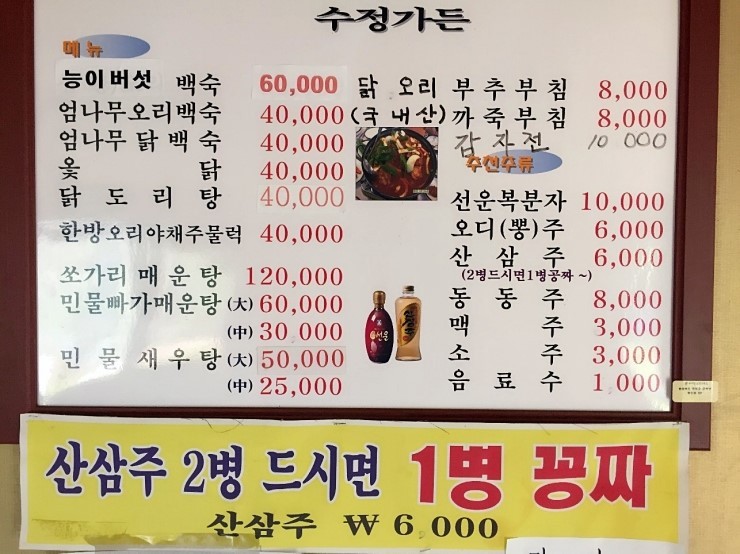 수정가든
메뉴
능이버섯 백숙 60,000
엄나무오리백숙 40,000
엄나무닭백숙 40,000
옻 닭 40,000
닭 도 리 탕 40,000
한방오리야채주물럭 40,000
쏘가리 매 운 탕 120,000
민물빠가매운탕 (大) 60,000
(中) 30,000
민 물 새 우 탕 (大) 50,000
(中) 25,000
닭 오리
(국내산)
부 추 부 침 8,000
까 죽 부 침 8,000
감자전 10 000
추천주류
선운복분자 10,000
오디(뽕)주 6,000
산 삼 주 6,000
(2병드시면1병공짜 ~)
동 동 주 8,000
맥 주 3,000
소 주 3,000
음 료 수 1,000
산삼주 2병 드시면 1병 꽁짜
산삼주 ₩ 6,000